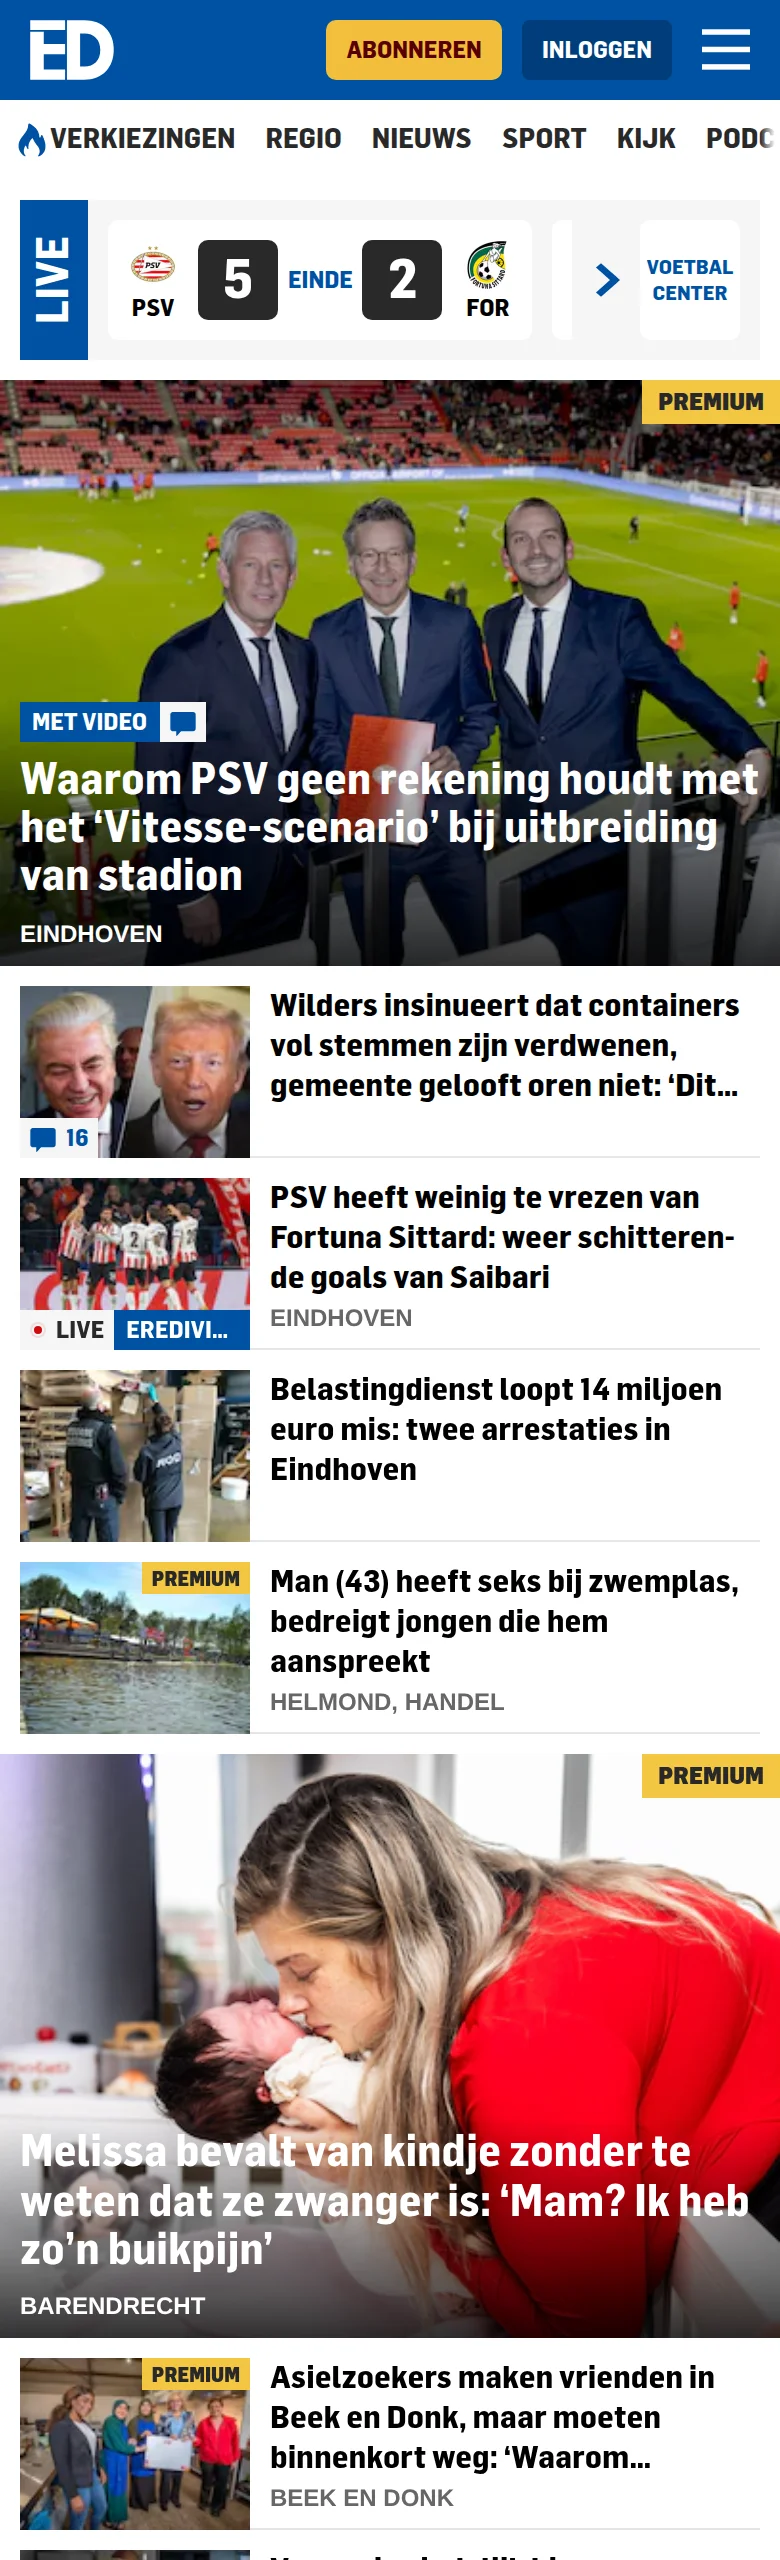 ED
ABONNEREN
INLOGGEN
VERKIEZINGEN REGIO NIEUWS SPORT KIJK PODC
LIVE
PSV
5
EINDE
2
FOR
VOETBAL
CENTER
PREMIUM
MET VIDEO
Waarom PSV geen rekening houdt met
het ‘Vitesse-scenario’ bij uitbreiding
van stadion
EINDHOVEN
Wilders insinueert dat containers
vol stemmen zijn verdwenen,
gemeente gelooft oren niet: ‘Dit...
16
PSV heeft weinig te vrezen van
Fortuna Sittard: weer schitteren-
de goals van Saibari
EINDHOVEN
LIVE
EREDIVI...
Belastingdienst loopt 14 miljoen
euro mis: twee arrestaties in
Eindhoven
PREMIUM
Man (43) heeft seks bij zwemplas,
bedreigt jongen die hem
aanspreekt
HELMOND, HANDEL
PREMIUM
Melissa bevalt van kindje zonder te
weten dat ze zwanger is: ‘Mam? Ik heb
zo’n buikpijn’
BARENDRECHT
PREMIUM
Asielzoekers maken vrienden in
Beek en Donk, maar moeten
binnenkort weg: ‘Waarom...
BEEK EN DONK